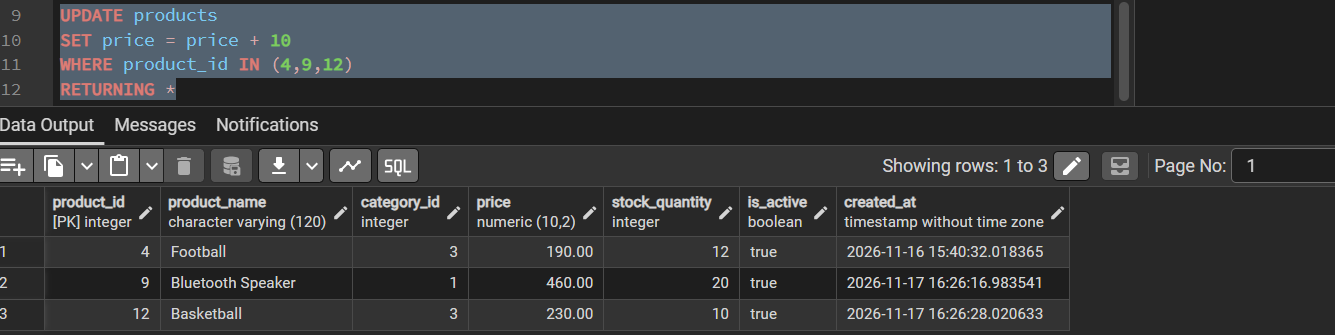 9 UPDATE products
10 SET price = price + 10
11 WHERE product_id IN (4,9,12)
12 RETURNING *
Data Output Messages Notifications
SQL Showing rows: 1 to 3 Page No: 1
product_id product_name category_id price stock_quantity is_active created_at
[PK] integer character varying (120) integer numeric (10,2) integer boolean timestamp without time zone
1 4 Football 3 190.00 12 true 2026-11-16 15:40:32.018365
2 9 Bluetooth Speaker 1 460.00 20 true 2026-11-17 16:26:16.983541
3 12 Basketball 3 230.00 10 true 2026-11-17 16:26:28.020633